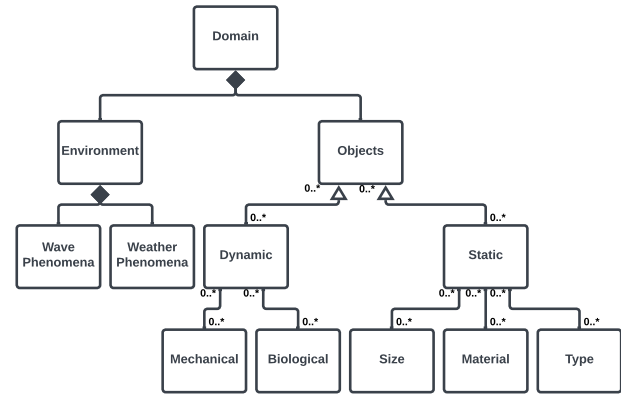 Domain
Environment
Objects
0..*
0..*
0..*
0..*
Wave
Phenomena
Weather
Phenomena
Dynamic
Static
0..*
0..*
0..*
0..*
0..*
0..*
0..*
0..*
0..*
0..*
Mechanical
Biological
Size
Material
Type